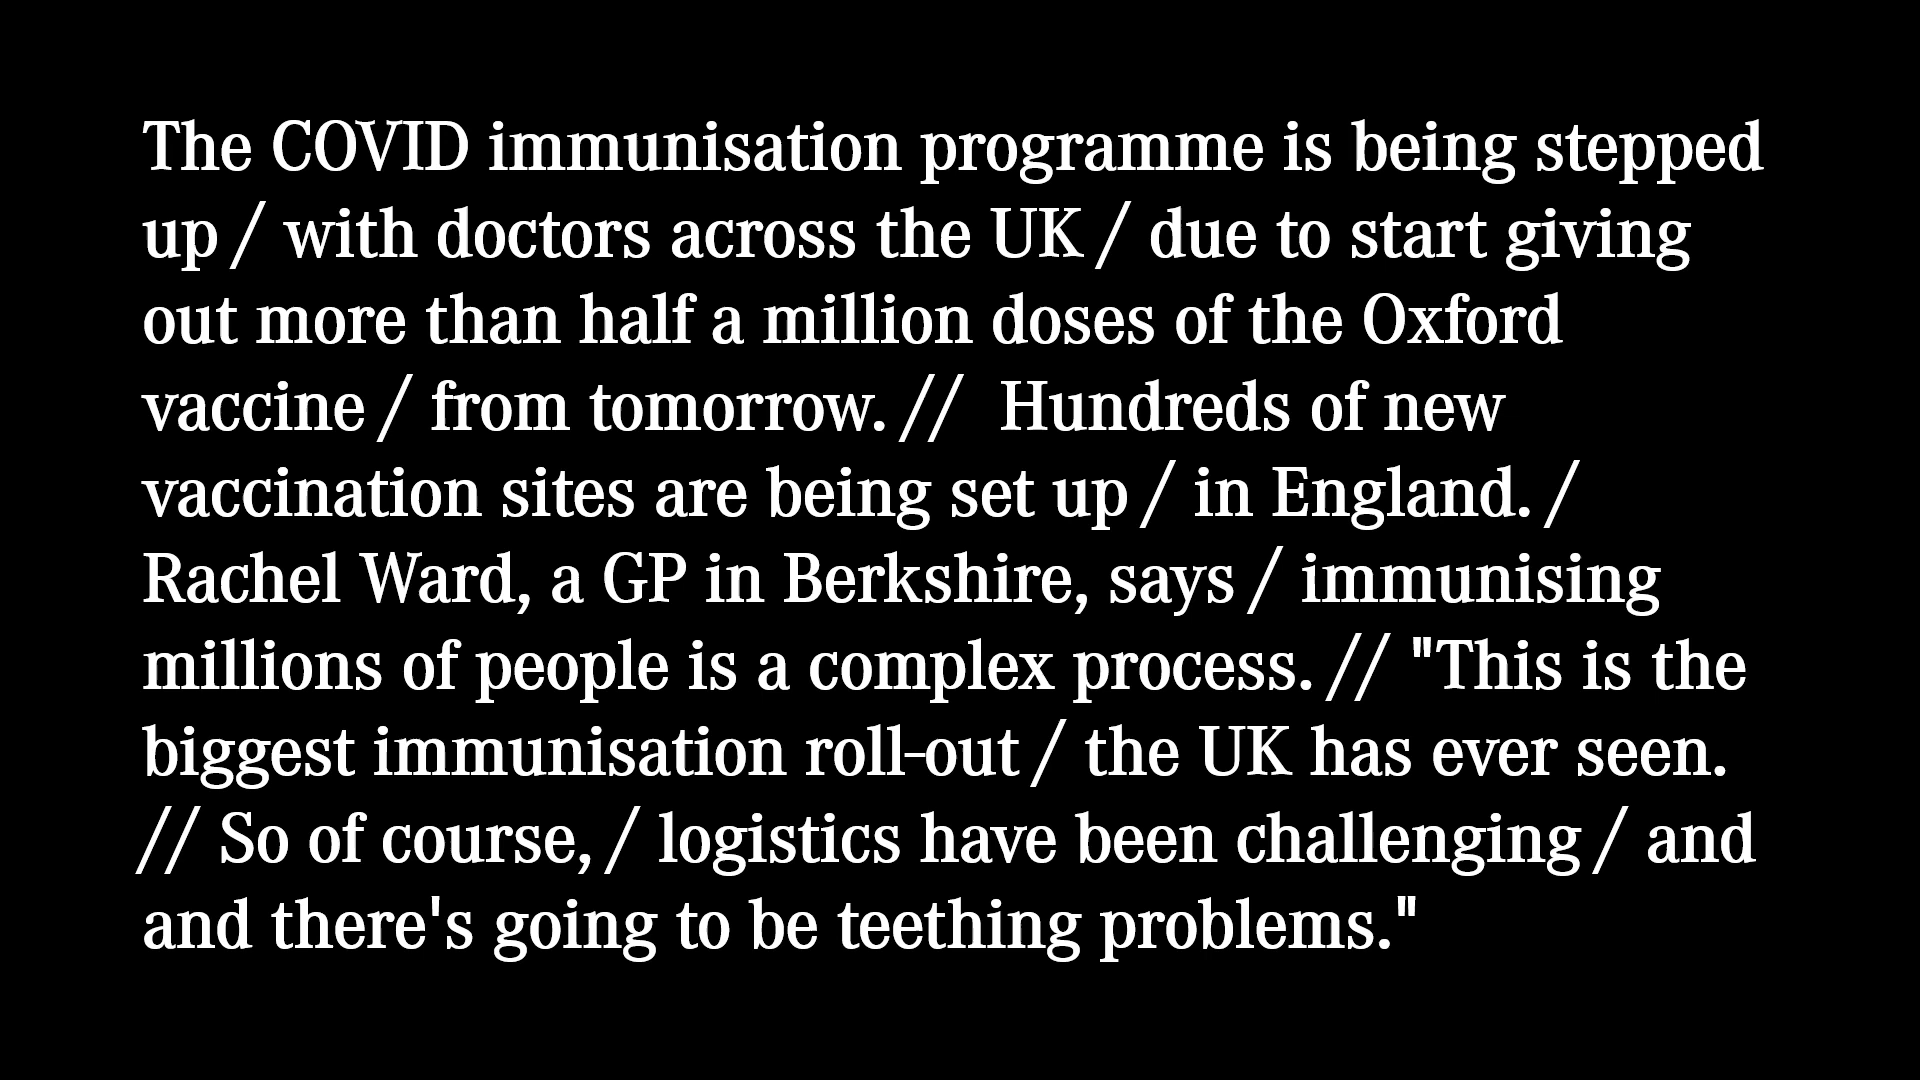 The COVID immunisation programme is being stepped
up / with doctors across the UK / due to start giving
out more than half a million doses of the Oxford
vaccine / from tomorrow. //  Hundreds of new
vaccination sites are being set up / in England. /
Rachel Ward, a GP in Berkshire, says / immunising
millions of people is a complex process. // "This is the
biggest immunisation roll-out / the UK has ever seen.
// So of course, / logistics have been challenging / and
and there's going to be teething problems."